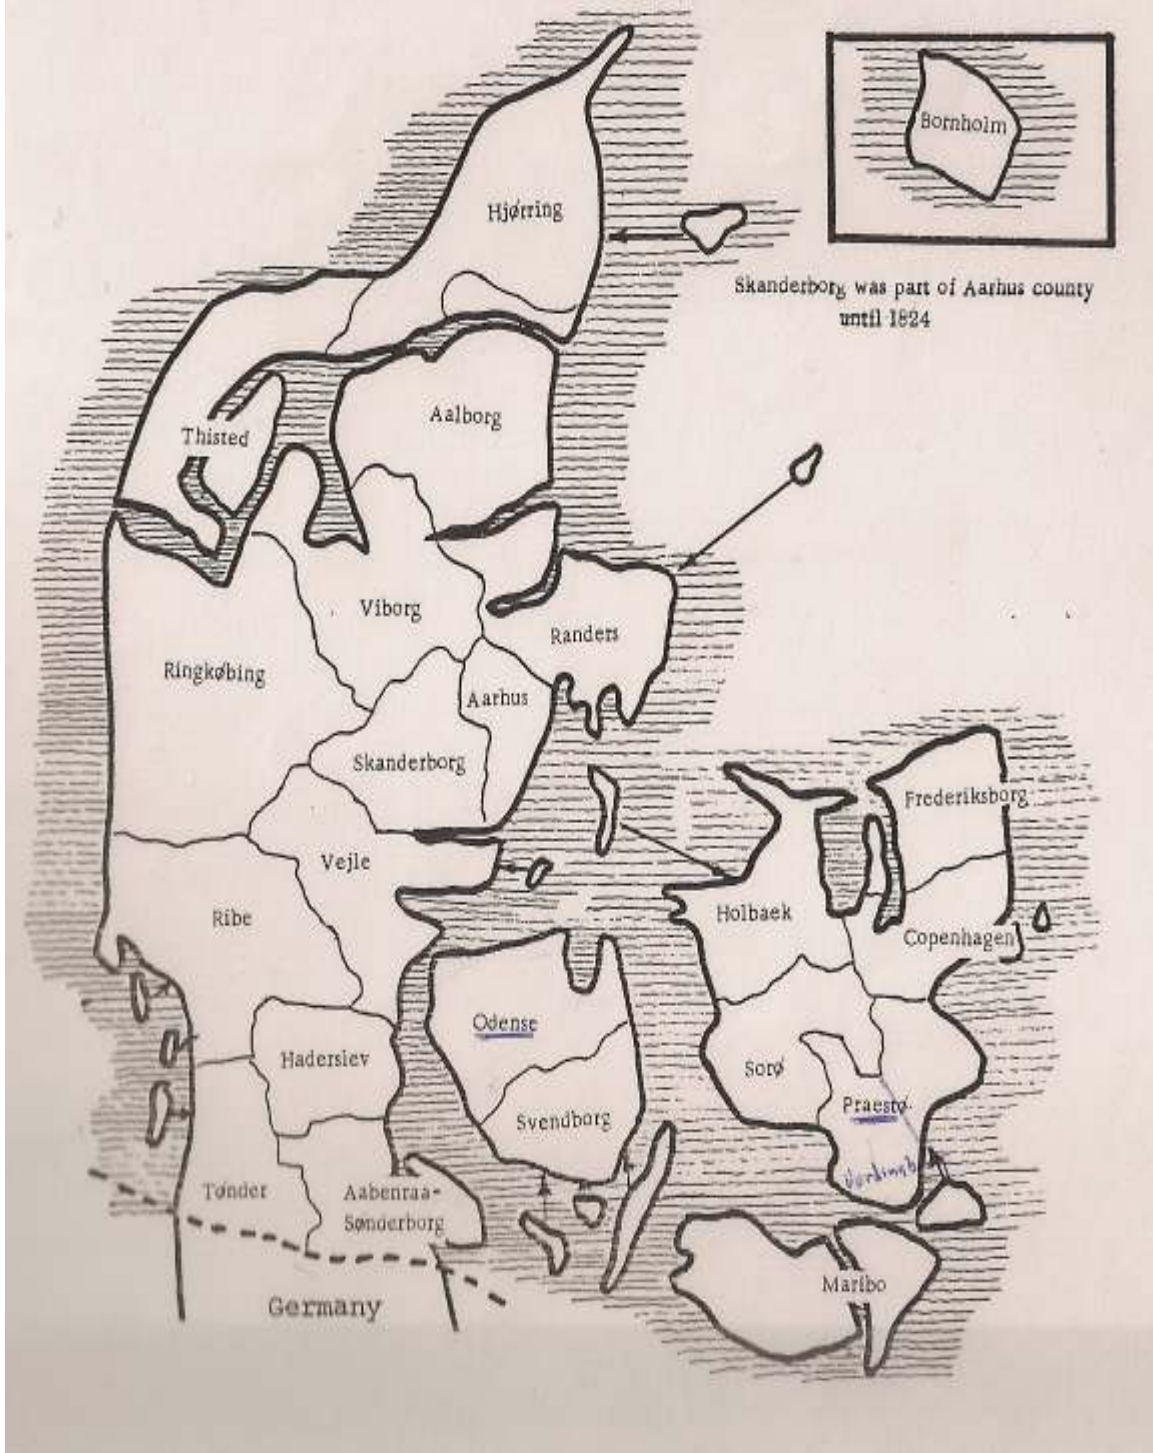 Bornholm
Hjørring
Skanderborg was part of Aarhus county
until 1824
Aalborg
Thisted
Viborg
Randers
Ringkøbing
Aarhus
Skanderborg
Frederiksborg
Vejle
Ribe
Holbaek
Copenhagen
Odense
Haderslev
Sorø
Praestø
Svendborg
Tønder
Aabenraa-
Sønderborg
Maribo
Germany